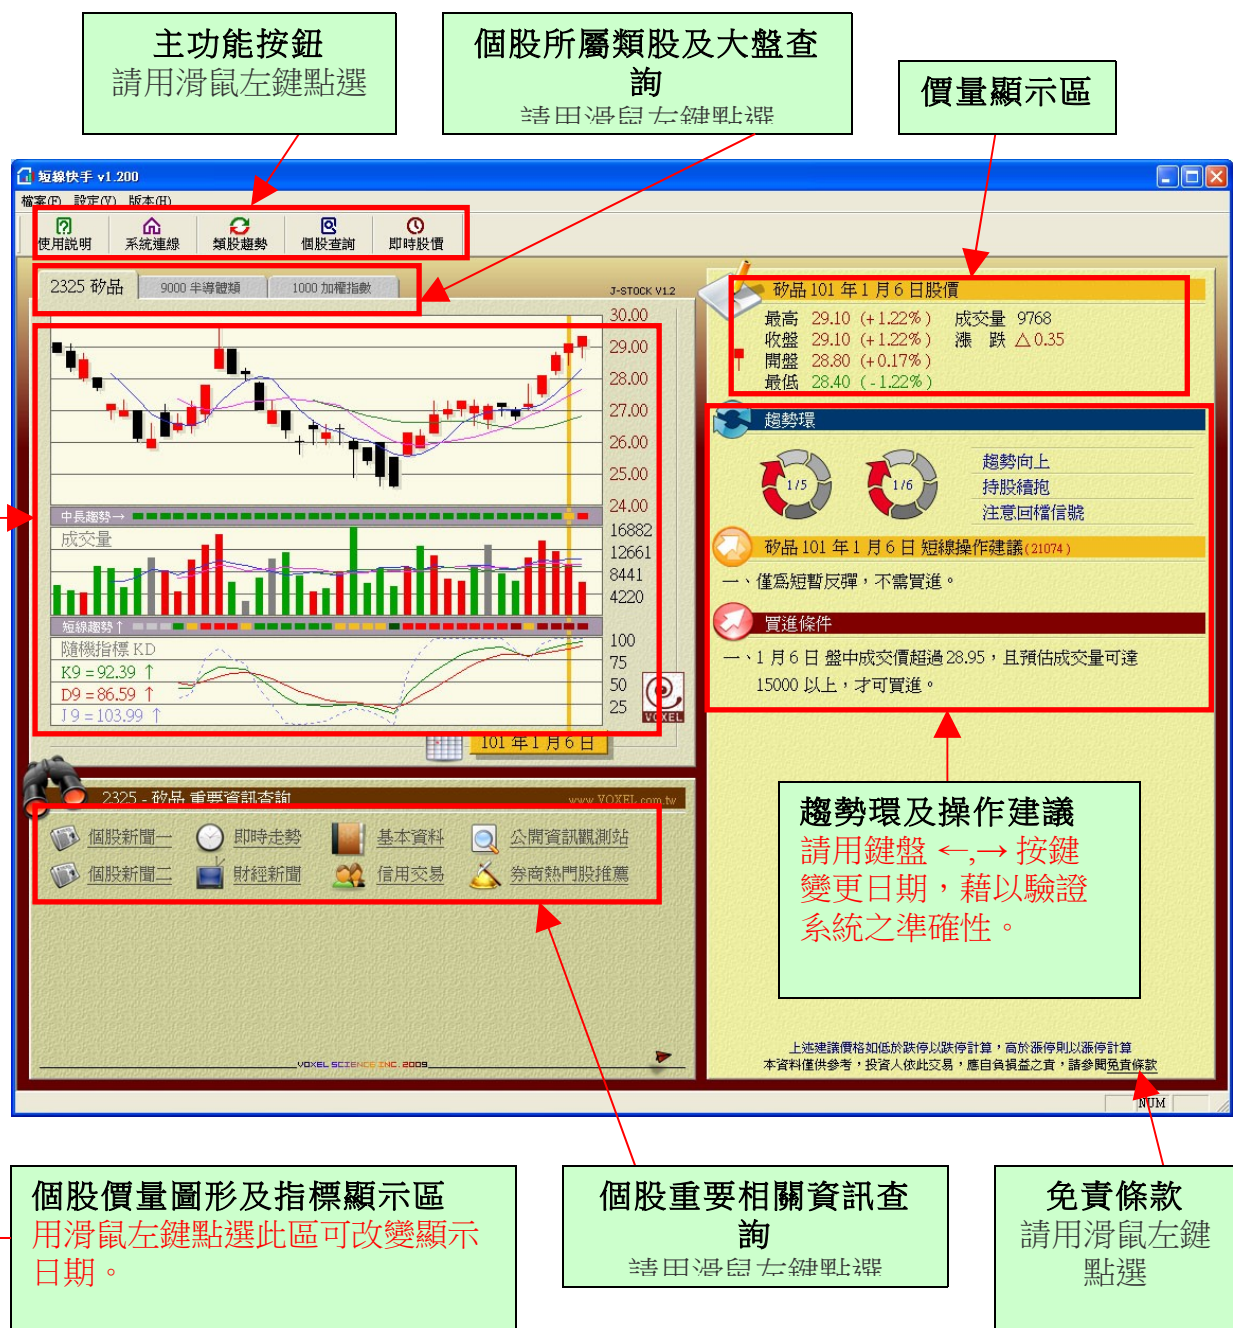 主功能按鈕
請用滑鼠左鍵點選
個股所屬類股及大盤查
詢
請用滑鼠左鍵點選
價量顯示區
短線快手 v1.200
檔案(F) 設定(V) 版本(H)
使用說明 系統連線 類股趨勢 個股查詢 即時股價
2325 矽品 9000 半導體類 1000 加權指數
J-STOCK V1.2
30.00
29.00
28.00
27.00
26.00
25.00
24.00
中長趨勢→
成交量
16882
12661
8441
4220
短線趨勢↑
隨機指標 KD
K9 = 92.39 ↑
D9 = 86.59 ↑
J9 = 103.99 ↑
100
75
50
25
VOXEL
101 年 1 月 6 日
矽品 101 年 1 月 6 日股價
最高 29.10 (+1.22%) 成交量 9768
收盤 29.10 (+1.22%) 漲 跌 △0.35
開盤 28.80 (+0.17%)
最低 28.40 (-1.22%)
趨勢環
1/5 1/6
趨勢向上
持股續抱
注意回檔信號
矽品 101 年 1 月 6 日 短線操作建議(21074)
一、僅為短暫反彈，不需買進。
買進條件
一、1 月 6 日 盤中成交價超過 28.95，且預估成交量可達
15000 以上，才可買進。
2325 - 矽品 重要資訊查詢
www.VOXEL.com.tw
個股新聞一 即時走勢 基本資料 公開資訊觀測站
個股新聞二 財經新聞 信用交易 券商熱門股推薦
VOXEL SCIENCE INC. 2009
趨勢環及操作建議
請用鍵盤 ←,→ 按鍵
變更日期，藉以驗證
系統之準確性。
上述建議價格如低於跌停以跌停計算，高於漲停則以漲停計算
本資料僅供參考，投資人依此交易，應自負損益之責，請參閱免責條款
NUM
個股價量圖形及指標顯示區
用滑鼠左鍵點選此區可改變顯示
日期。
個股重要相關資訊查
詢
請用滑鼠左鍵點選
免責條款
請用滑鼠左鍵
點選